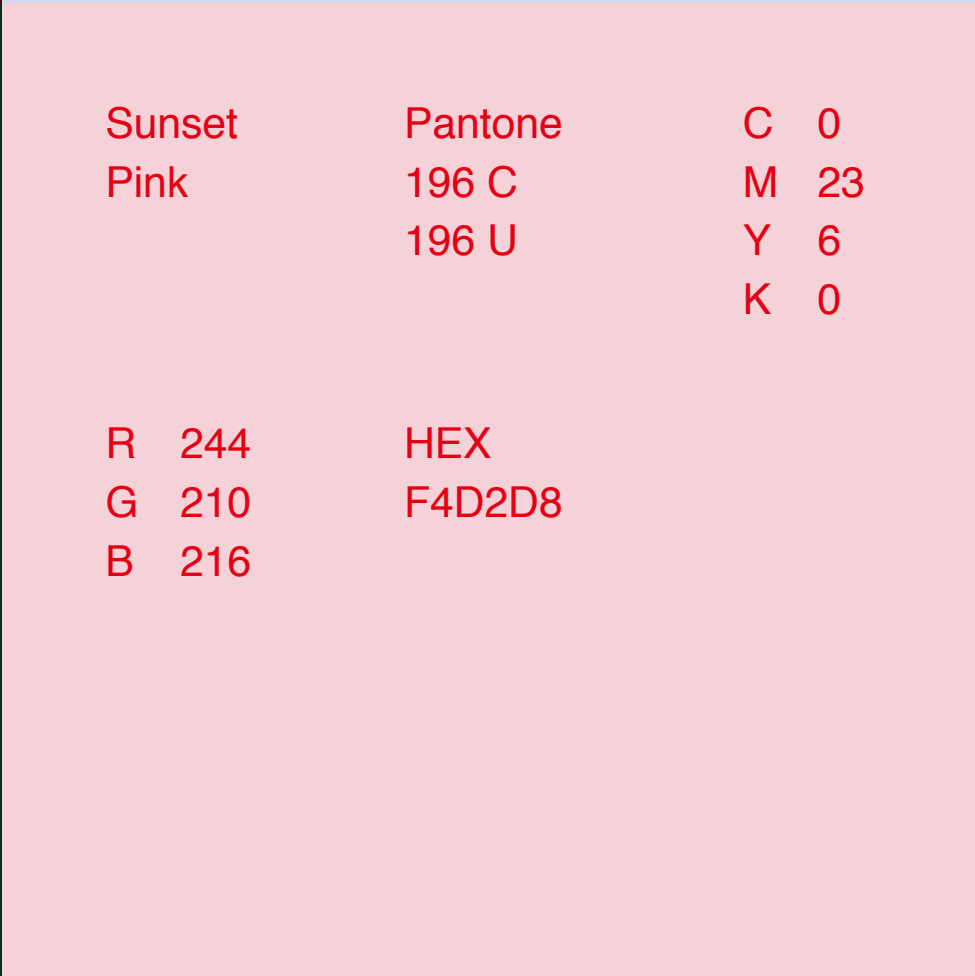 Sunset
Pink
Pantone
196 C
196 U
C 0
M 23
Y 6
K 0
R 244
G 210
B 216
HEX
F4D2D8